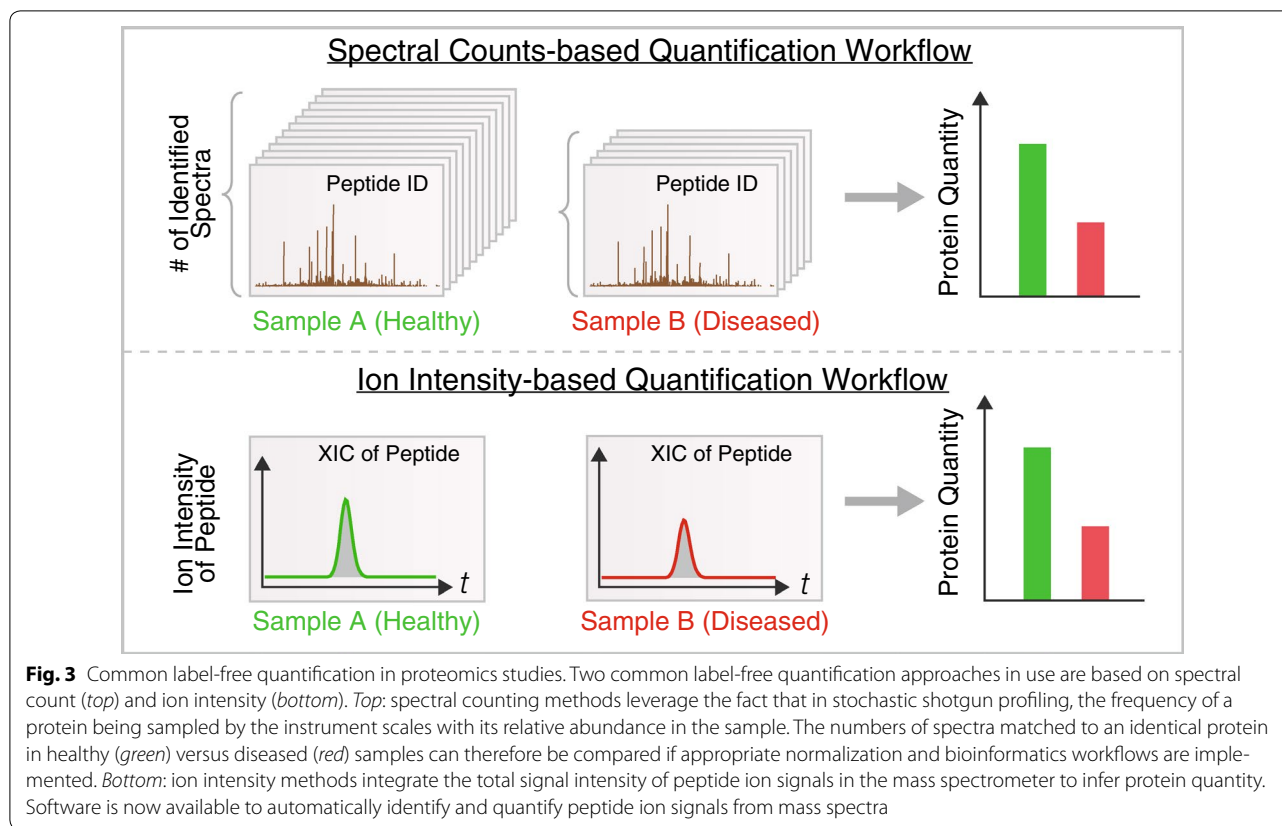 Spectral Counts-based Quantification Workflow
# of Identified
Spectra
Peptide ID
Peptide ID
Sample A (Healthy)
Sample B (Diseased)
Protein Quantity
Ion Intensity-based Quantification Workflow
Ion Intensity
of Peptide
XIC of Peptide
t
XIC of Peptide
t
Sample A (Healthy)
Sample B (Diseased)
Protein Quantity
Fig. 3 Common label-free quantification in proteomics studies. Two common label-free quantification approaches in use are based on spectral
count (top) and ion intensity (bottom). Top: spectral counting methods leverage the fact that in stochastic shotgun profiling, the frequency of a
protein being sampled by the instrument scales with its relative abundance in the sample. The numbers of spectra matched to an identical protein
in healthy (green) versus diseased (red) samples can therefore be compared if appropriate normalization and bioinformatics workflows are imple-
mented. Bottom: ion intensity methods integrate the total signal intensity of peptide ion signals in the mass spectrometer to infer protein quantity.
Software is now available to automatically identify and quantify peptide ion signals from mass spectra